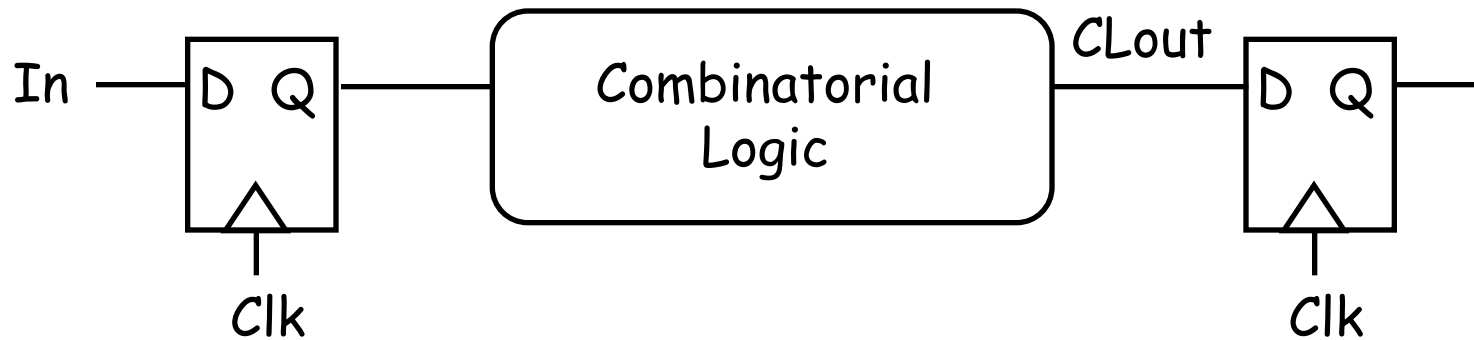 In
D Q
Clk
Combinatorial
Logic
CLout
D Q
Clk